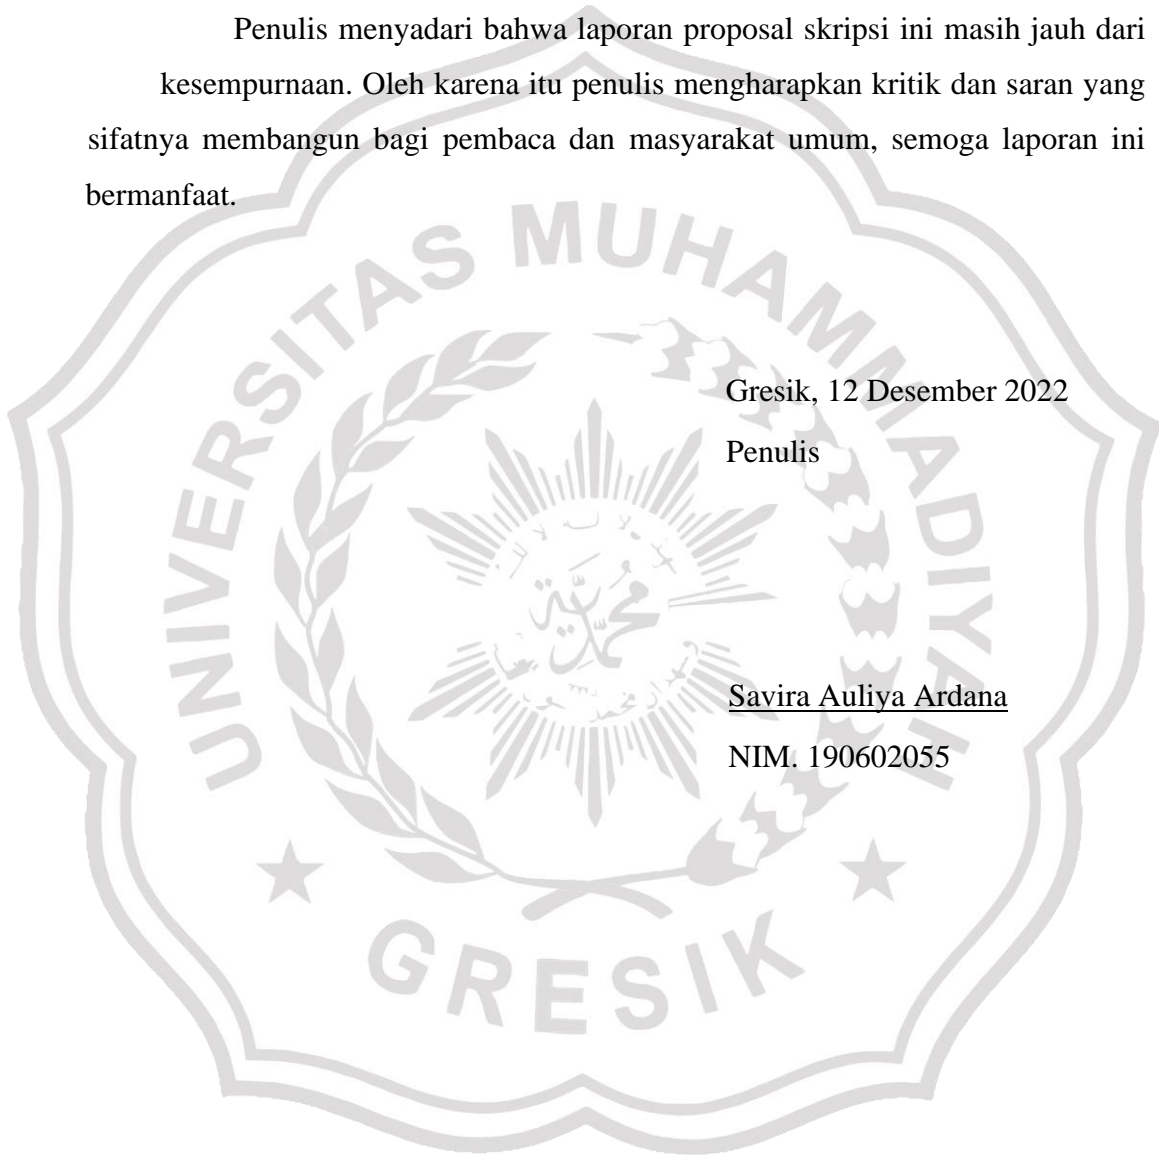 Penulis menyadari bahwa laporan proposal skripsi ini masih jauh dari
kesempurnaan. Oleh karena itu penulis mengharapkan kritik dan saran yang
sifatnya membangun bagi pembaca dan masyarakat umum, semoga laporan ini
bermanfaat.
UNIVERSITAS MUHAMMADIYAH
Gresik, 12 Desember 2022
Penulis
محمدية
Savira Auliya Ardana
NIM. 190602055
GRESIK